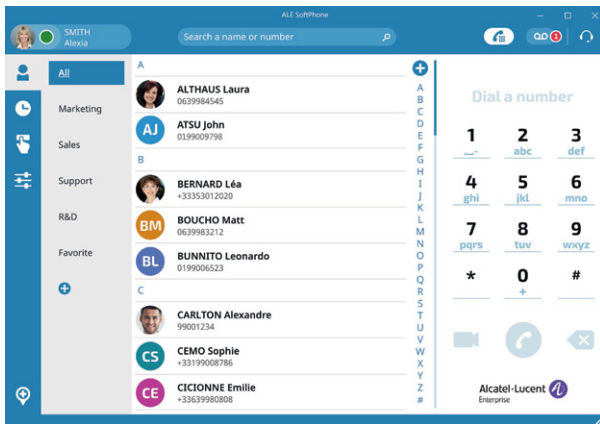 ALE SoftPhone
SMITH
Alexia
Search a name or number
1
All
Marketing
Sales
Support
R&D
Favorite
A
ALTHAUS Laura
0639984545
AJ
ATSU John
0199009798
B
BERNARD Léa
+33353012020
BM
BOUCHO Matt
0639983212
BL
BUNNITO Leonardo
0199006523
C
CARLTON Alexandre
99001234
CS
CEMO Sophie
+33199008786
CE
CICIONNE Emilie
+33639980808
A
B
C
D
E
F
G
H
I
J
K
L
M
N
O
P
Q
R
S
T
U
V
W
X
Y
Z
#
Dial a number
1 2 3
abc def
4 5 6
ghi jkl mno
7 8 9
pqrs tuv wxyz
* 0 #
+
Alcatel·Lucent
Enterprise